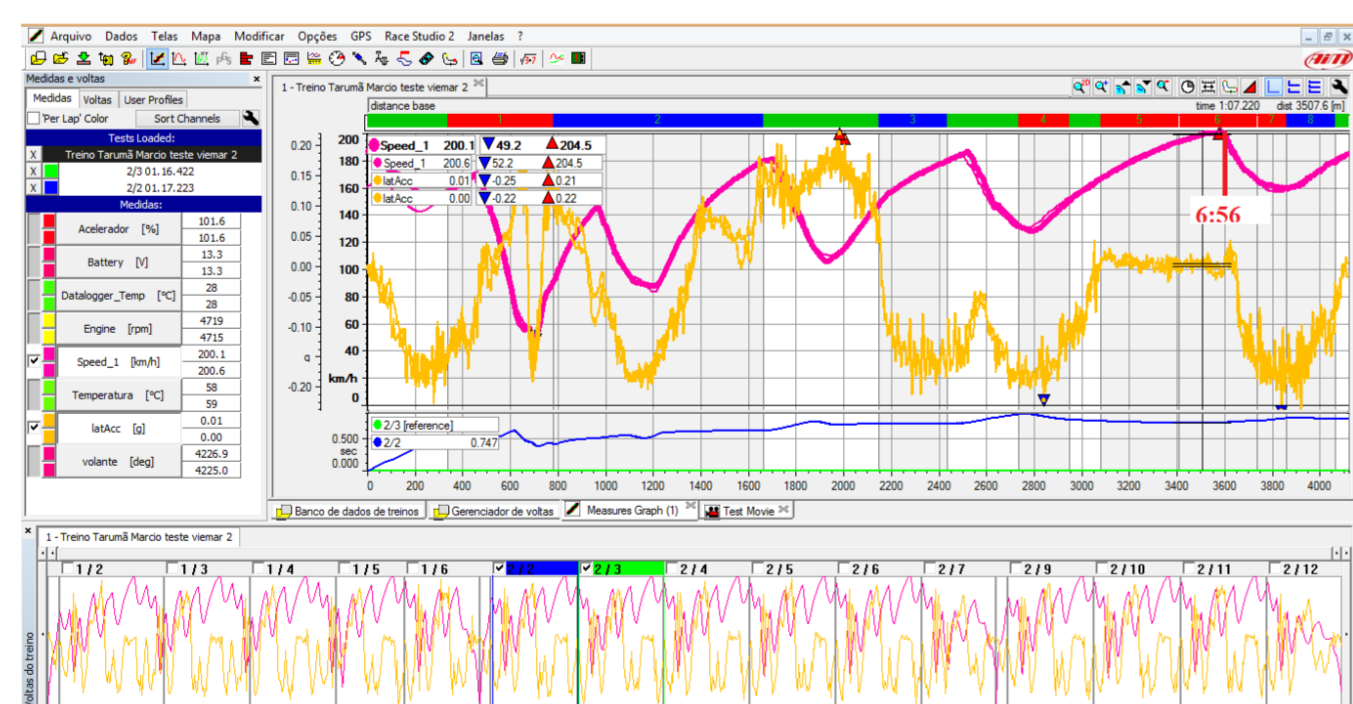 Arquivo Dados Telas Mapa Modificar Opções GPS Race Studio 2 Janelas ?
AiM
Medidas e voltas
Medidas Voltas User Profiles
'Per Lap' Color Sort Channels
Tests Loaded:
X Treino Tarumã Marcio teste viemar 2
X 2/3 01.16.422
X 2/2 01.17.223
Medidas:
Acelerador [%] 101.6
101.6
Battery [V] 13.3
13.3
Datalogger_Temp [ºC] 28
28
Engine [rpm] 4719
4715
Speed_1 [km/h] 200.1
200.6
Temperatura [ºC] 58
59
latAcc [g] 0.01
0.00
volante [deg] 4226.9
4225.0
1 - Treino Tarumã Marcio teste viemar 2
distance base time 1:07.220 dist 3507.6 [m]
1 2 3 4 5 6 7 8
Speed_1 200.1 49.2 204.5
Speed_1 200.6 52.2 204.5
latAcc 0.01 -0.25 0.21
latAcc 0.00 -0.22 0.22
0.20
0.15
0.10
0.05
0.00
-0.05
-0.10
g
-0.20
200
180
160
140
120
100
80
60
40
km/h
0
6:56
2/3 [reference]
2/2 0.747
0.500
sec
0.000
0 200 400 600 800 1000 1200 1400 1600 1800 2000 2200 2400 2600 2800 3000 3200 3400 3600 3800 4000
Banco de dados de treinos Gerenciador de voltas Measures Graph (1) Test Movie
1 - Treino Tarumã Marcio teste viemar 2
1 / 2 1 / 3 1 / 4 1 / 5 1 / 6 2 / 2 2 / 3 2 / 4 2 / 5 2 / 6 2 / 7 2 / 9 2 / 10 2 / 11 2 / 12
Voltas do treino